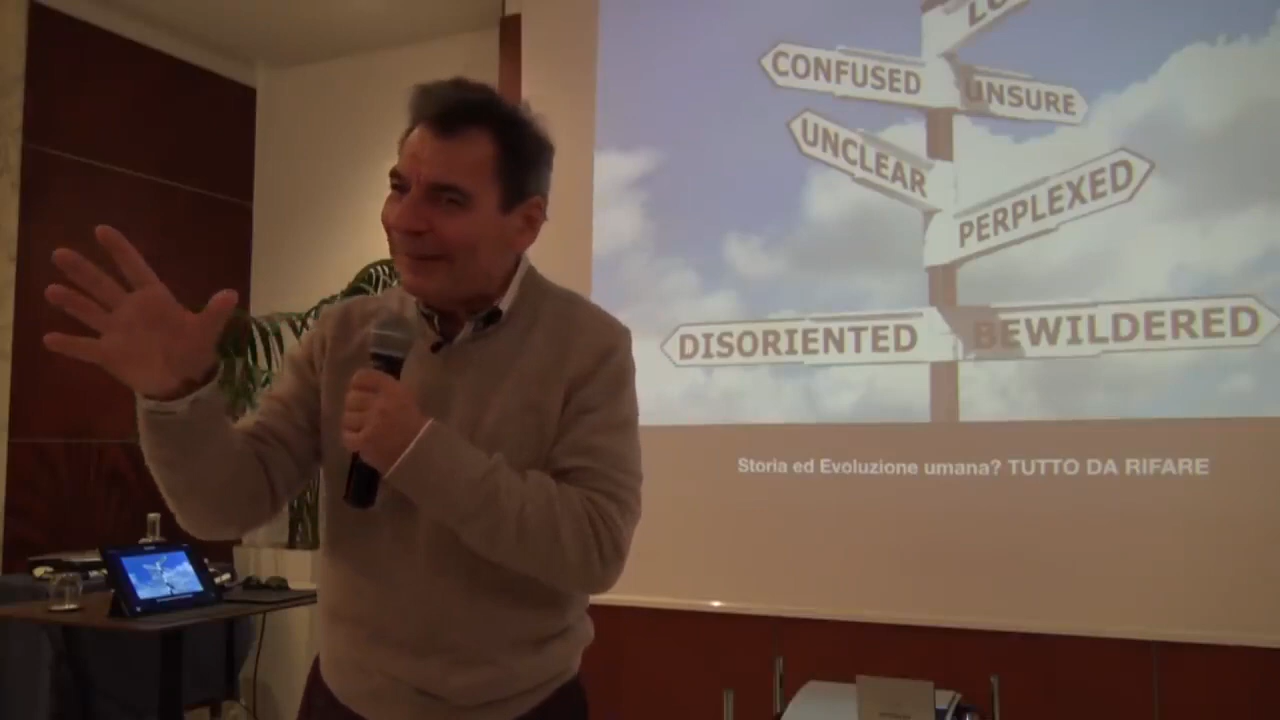 CONFUSED
UNSURE
UNCLEAR
PERPLEXED
DISORIENTED
BEWILDERED
Storia ed Evoluzione umana? TUTTO DA RIFARE